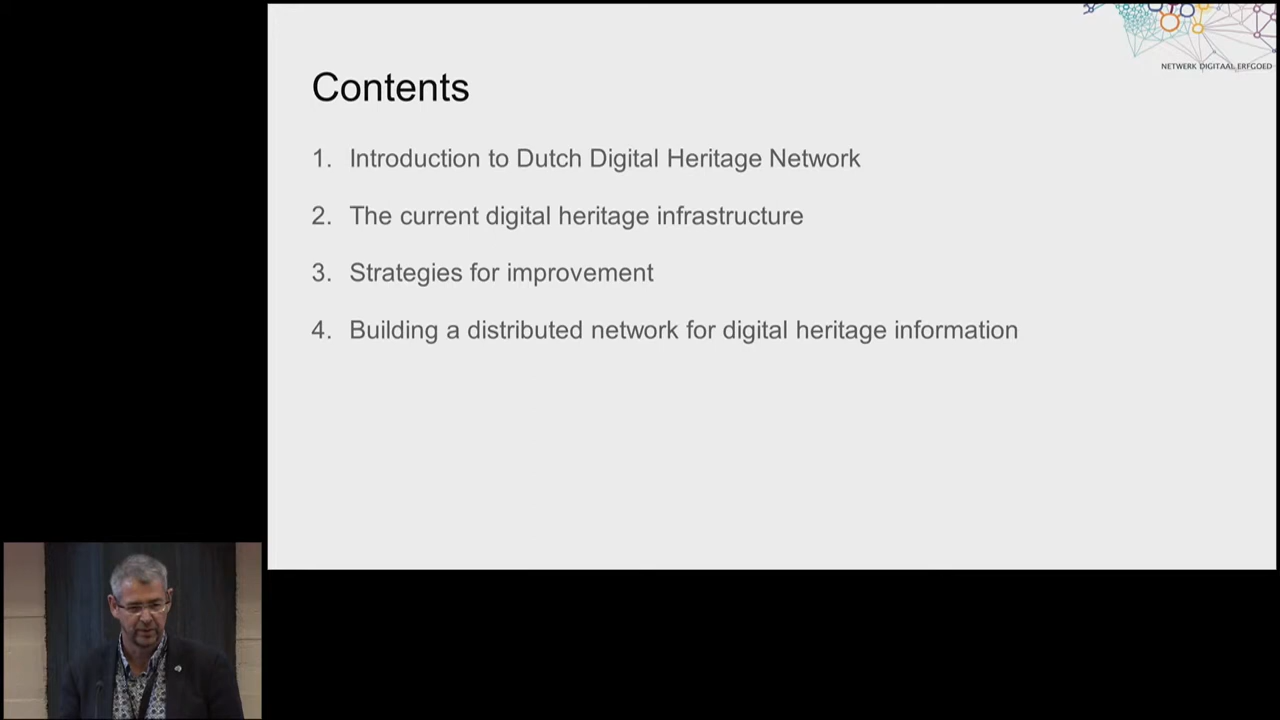 NETWERK DIGITAAL ERFGOED
Contents
1. Introduction to Dutch Digital Heritage Network
2. The current digital heritage infrastructure
3. Strategies for improvement
4. Building a distributed network for digital heritage information